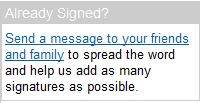 Already Signed?
Send a message to your friends
and family to spread the word
and help us add as many
signatures as possible.